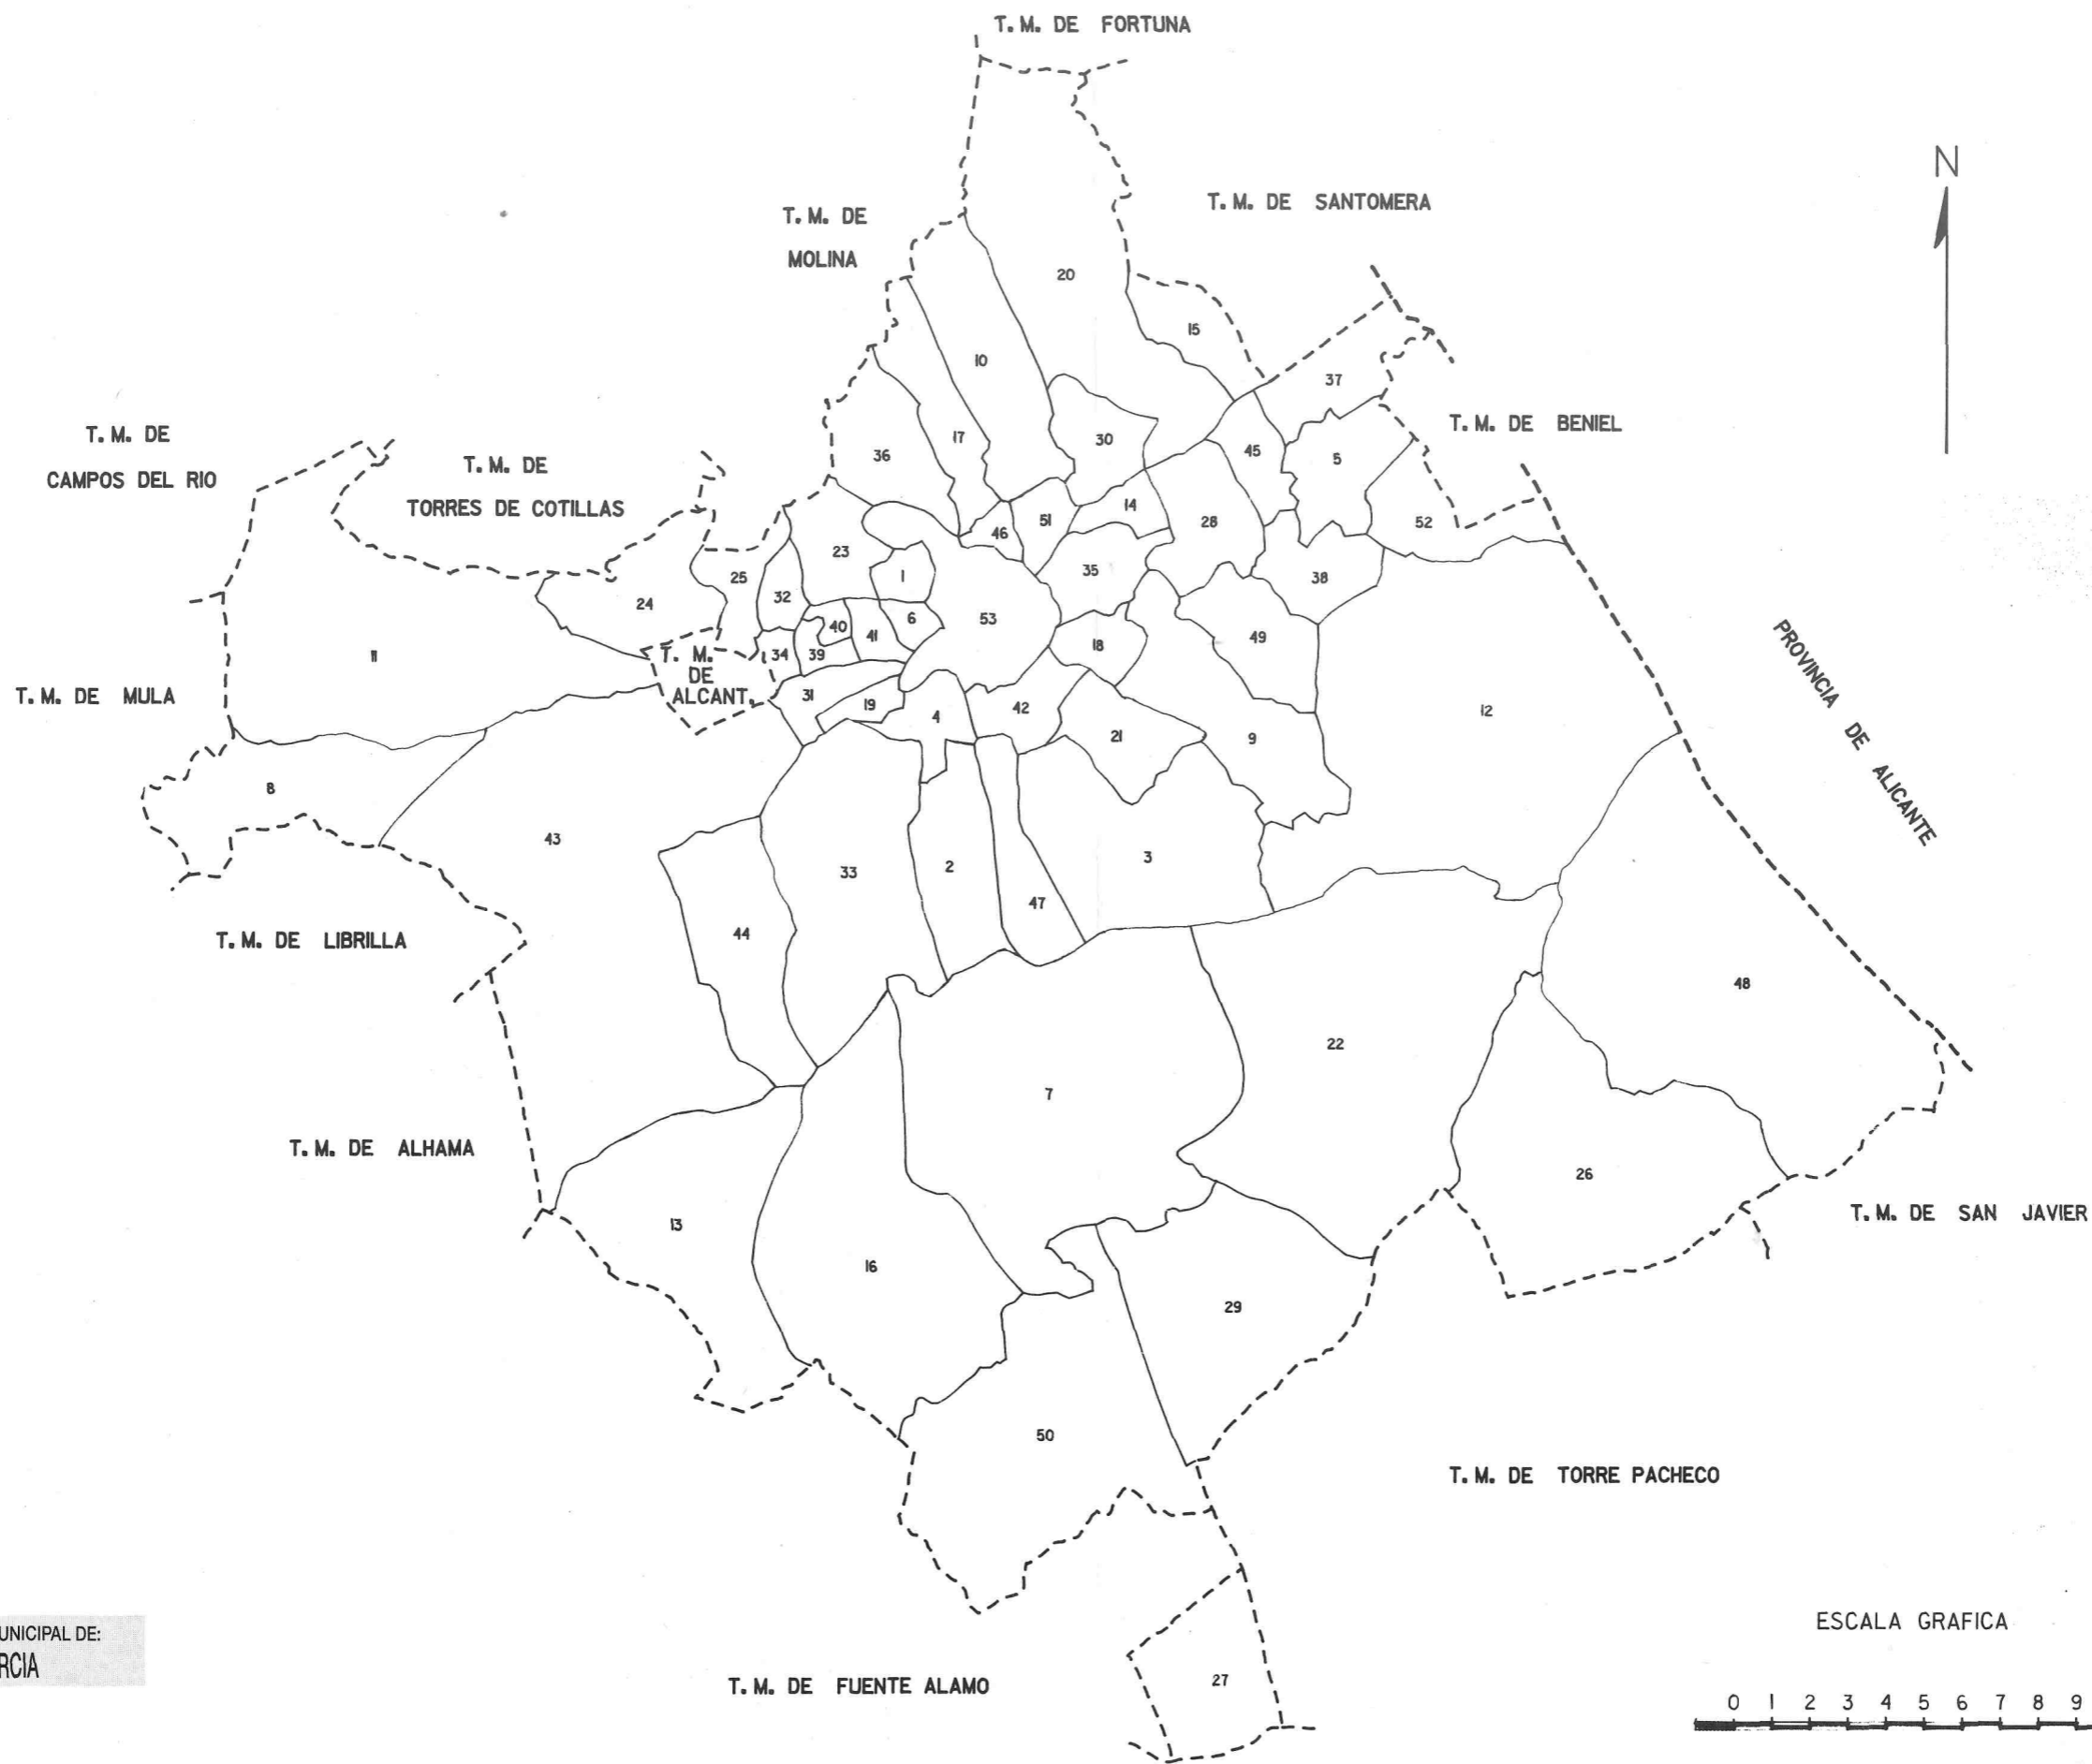 T. M. DE FORTUNA
N
T. M. DE SANTOMERA
T. M. DE
MOLINA
20
15
10
37
T. M. DE BENIEL
T. M. DE
CAMPOS DEL RIO
T. M. DE
TORRES DE COTILLAS
36
17
30
45
5
52
14
28
51
46
23
1
35
38
25
32
24
40
41
6
53
18
49
11
34
39
T. M.
DE
ALCANT.
T. M. DE MULA
31
19
4
42
21
9
12
PROVINCIA DE ALICANTE
8
43
33
2
3
47
44
T. M. DE LIBRILLA
48
22
7
T. M. DE ALHAMA
26
13
T. M. DE SAN JAVIER
16
29
50
T. M. DE TORRE PACHECO
ESCALA GRAFICA
UNICIPAL DE:
RCIA
T. M. DE FUENTE ALAMO
27
0 1 2 3 4 5 6 7 8 9